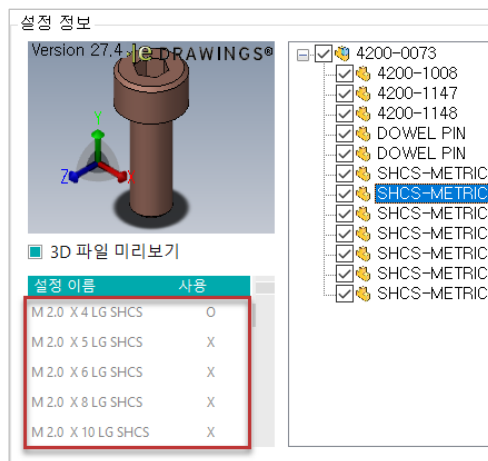 설정 정보
Version 27.4
eDRAWINGS®
Y
Z
X
3D 파일 미리보기
설정 이름 사용
M 2.0 X 4 LG SHCS O
M 2.0 X 5 LG SHCS X
M 2.0 X 6 LG SHCS X
M 2.0 X 8 LG SHCS X
M 2.0 X 10 LG SHCS X
4200-0073
4200-1008
4200-1147
4200-1148
DOWEL PIN
DOWEL PIN
SHCS-METRIC
SHCS-METRIC
SHCS-METRIC
SHCS-METRIC
SHCS-METRIC
SHCS-METRIC
SHCS-METRIC